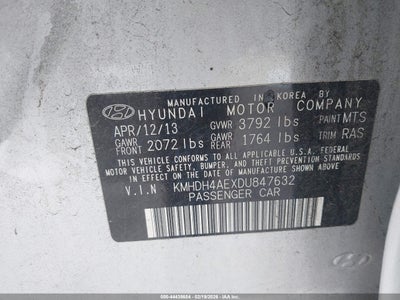 MANUFACTURED IN KOREA BY
HYUNDAI MOTOR COMPANY
APR/12/13 GVWR 3792 lbs PAINT MTS
GAWR FRONT 2072 lbs GAWR REAR 1764 lbs TRIM RAS
THIS VEHICLE CONFORMS TO ALL APPLICABLE U.S.A. FEDERAL
MOTOR VEHICLE SAFETY, BUMPER, AND THEFT PREVENTION
STANDARDS IN EFFECT ON THE DATE OF MANUFACTURE
SHOWN ABOVE.
V.I.N KMHDH4AEXDU847632
PASSENGER CAR